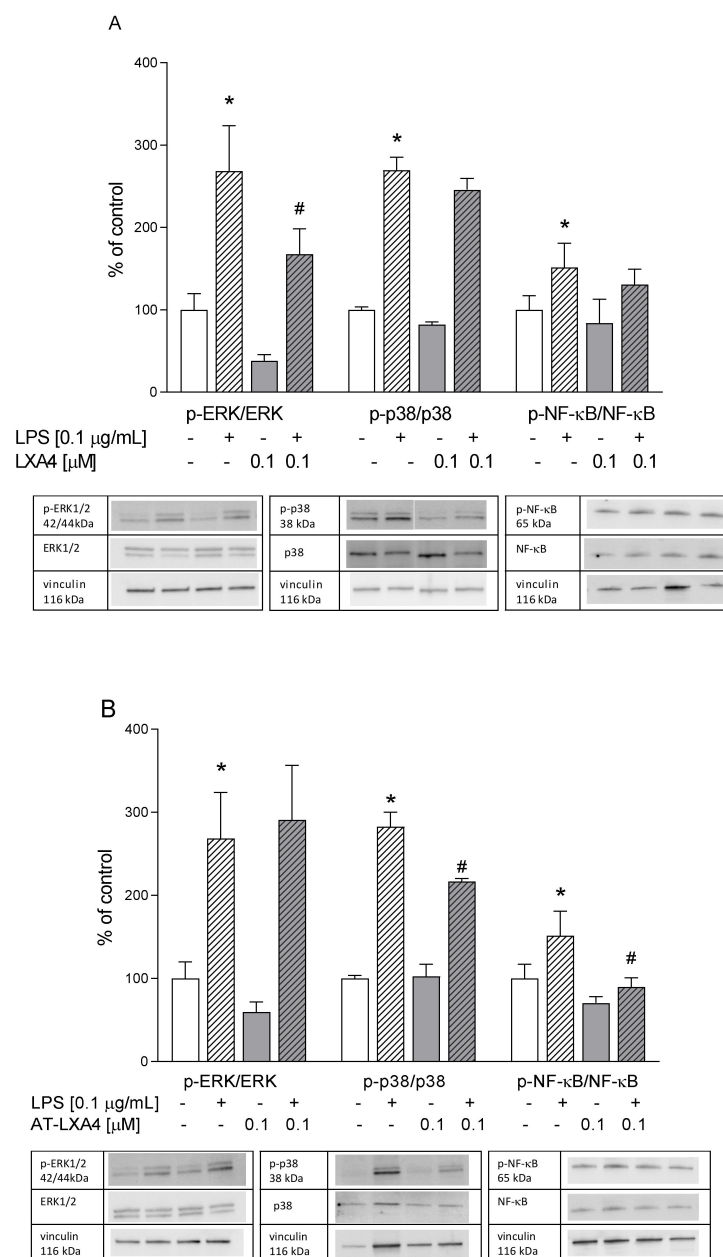 A
400
300
200
100
0
% of control
* # * *
p-ERK/ERK p-p38/p38 p-NF-κB/NF-κB
LPS [0.1 μg/mL] - + - + - + - + - + - +
LXA4 [μM] - - 0.1 0.1 - - 0.1 0.1 - - 0.1 0.1
p-ERK1/2
42/44kDa
ERK1/2
vinculin
116 kDa
p-p38
38 kDa
p38
vinculin
116 kDa
p-NF-κB
65 kDa
NF-κB
vinculin
116 kDa
B
400
300
200
100
0
% of control
* * # * #
p-ERK/ERK p-p38/p38 p-NF-κB/NF-κB
LPS [0.1 μg/mL] - + - + - + - + - + - +
AT-LXA4 [μM] - - 0.1 0.1 - - 0.1 0.1 - - 0.1 0.1
p-ERK1/2
42/44kDa
ERK1/2
vinculin
116 kDa
p-p38
38 kDa
p38
vinculin
116 kDa
p-NF-κB
65 kDa
NF-κB
vinculin
116 kDa